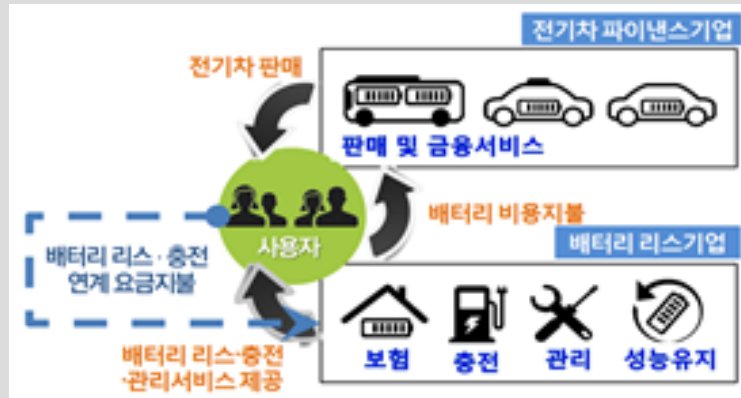 전기차 파이낸스기업
전기차 판매
판매 및 금융서비스
배터리 비용지불
사용자
배터리 리스기업
배터리 리스 · 충전
연계 요금지불
보험
충전
관리
성능유지
배터리 리스·충전
·관리서비스 제공